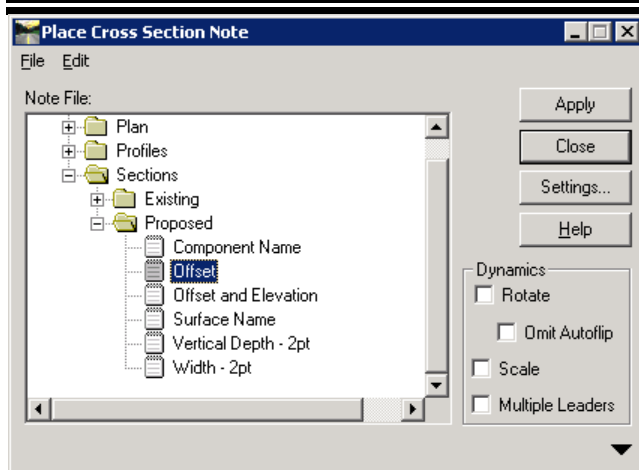 Place Cross Section Note
File Edit
Note File:
Plan
Profiles
Sections
Existing
Proposed
Component Name
Offset
Offset and Elevation
Surface Name
Vertical Depth - 2pt
Width - 2pt
Apply
Close
Settings...
Help
Dynamics
Rotate
Omit Autoflip
Scale
Multiple Leaders